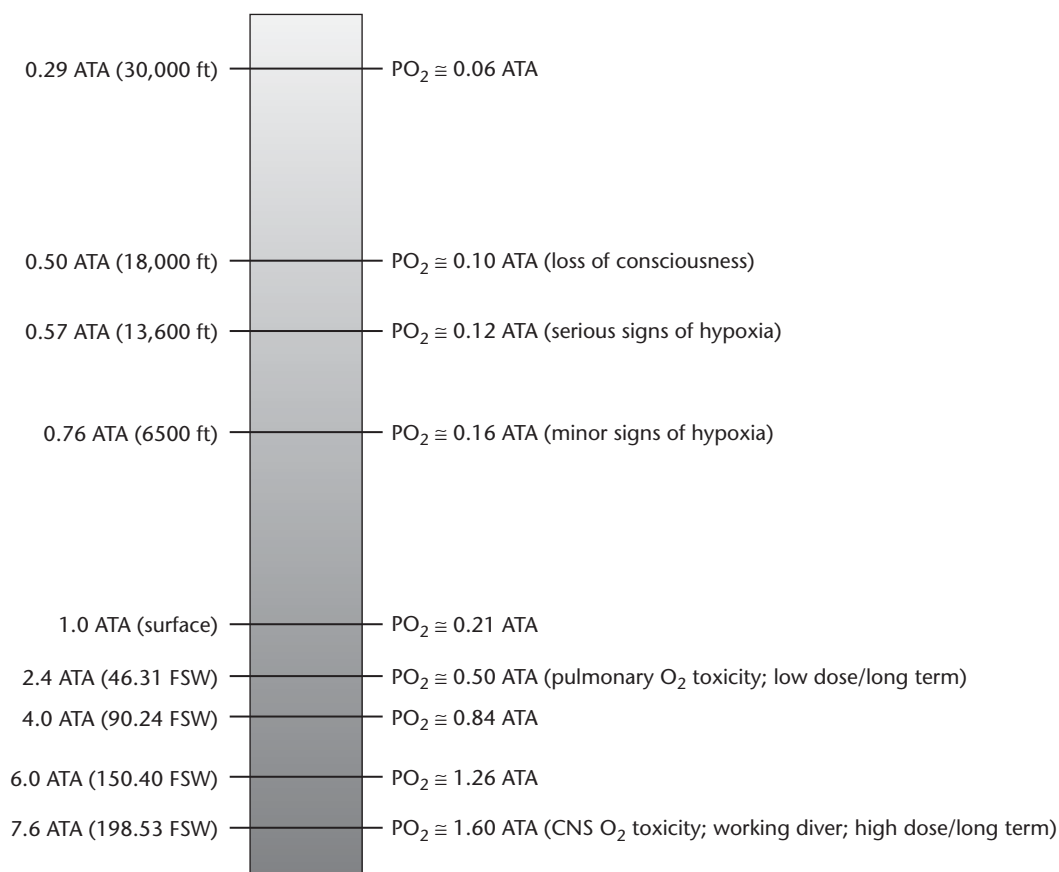 0.29 ATA (30,000 ft) PO₂ ≅ 0.06 ATA
0.50 ATA (18,000 ft) PO₂ ≅ 0.10 ATA (loss of consciousness)
0.57 ATA (13,600 ft) PO₂ ≅ 0.12 ATA (serious signs of hypoxia)
0.76 ATA (6500 ft) PO₂ ≅ 0.16 ATA (minor signs of hypoxia)
1.0 ATA (surface) PO₂ ≅ 0.21 ATA
2.4 ATA (46.31 FSW) PO₂ ≅ 0.50 ATA (pulmonary O₂ toxicity; low dose/long term)
4.0 ATA (90.24 FSW) PO₂ ≅ 0.84 ATA
6.0 ATA (150.40 FSW) PO₂ ≅ 1.26 ATA
7.6 ATA (198.53 FSW) PO₂ ≅ 1.60 ATA (CNS O₂ toxicity; working diver; high dose/long term)